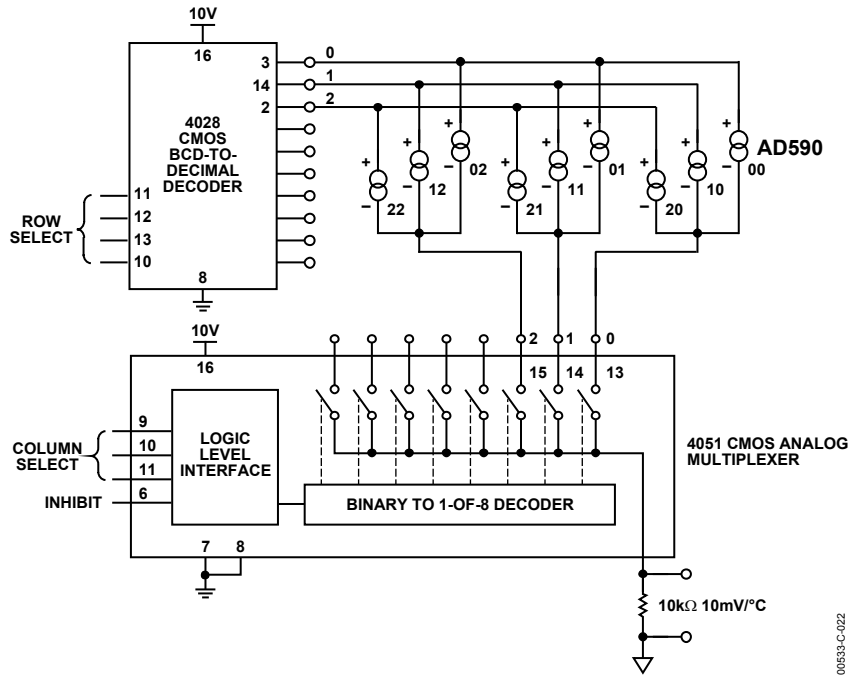 10V
16
4028
CMOS
BCD-TO-
DECIMAL
DECODER
3
14
2
0
1
2
11
12
13
10
ROW
SELECT
8
+
–
22
+
–
12
+
–
02
+
–
21
+
–
11
+
–
01
+
–
20
+
–
10
+
–
00
AD590
10V
16
2
1
0
15
14
13
9
10
11
6
COLUMN
SELECT
INHIBIT
LOGIC
LEVEL
INTERFACE
BINARY TO 1-OF-8 DECODER
4051 CMOS ANALOG
MULTIPLEXER
7
8
10kΩ 10mV/°C
00533-C-022